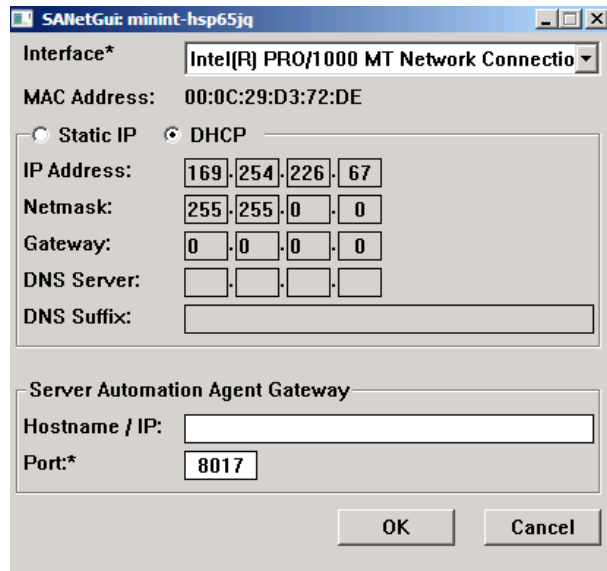 SANetGui: minint-hsp65jq
Interface* Intel(R) PRO/1000 MT Network Connectio
MAC Address: 00:0C:29:D3:72:DE
Static IP DHCP
IP Address: 169.254.226.67
Netmask: 255.255.0.0
Gateway: 0.0.0.0
DNS Server: . . .
DNS Suffix:
Server Automation Agent Gateway
Hostname / IP:
Port:* 8017
OK Cancel